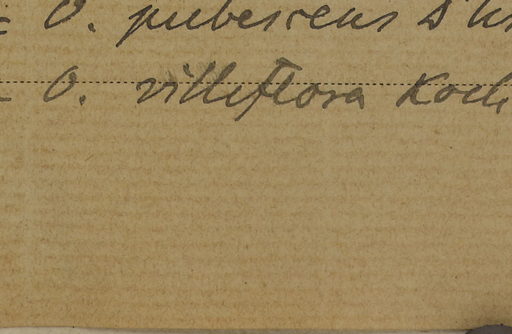 = O. pubescens
= O. villiflora Koch